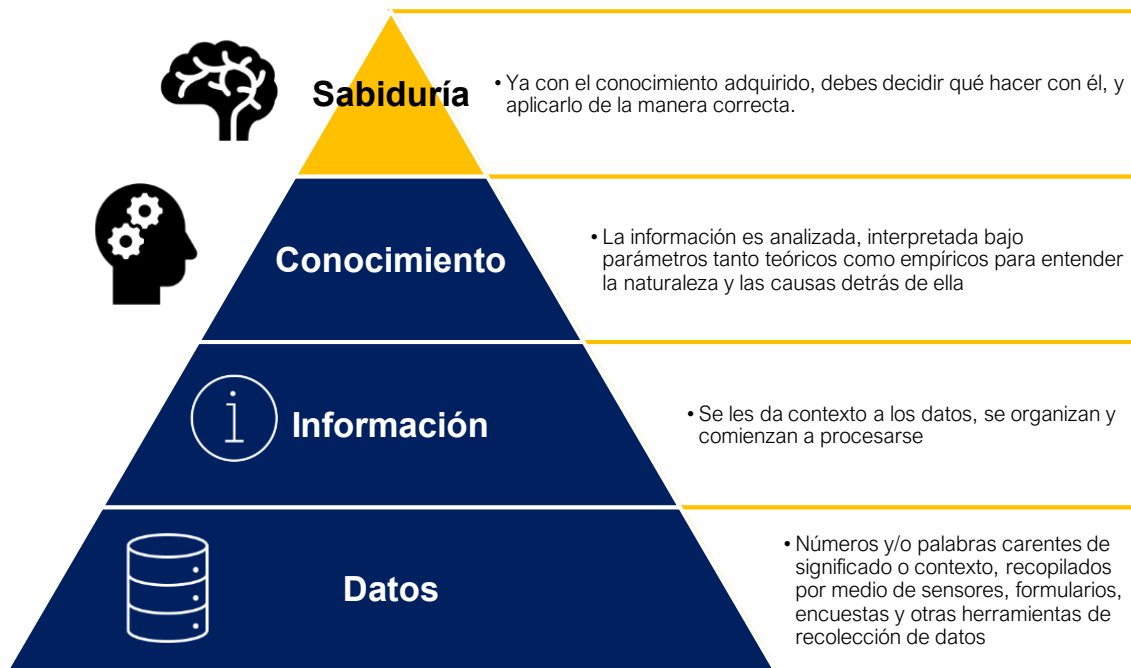 Sabiduría
• Ya con el conocimiento adquirido, debes decidir qué hacer con él, y
aplicarlo de la manera correcta.
Conocimiento
• La información es analizada, interpretada bajo
parámetros tanto teóricos como empíricos para entender
la naturaleza y las causas detrás de ella
i
Información
• Se les da contexto a los datos, se organizan y
comienzan a procesarse
Datos
• Números y/o palabras carentes de
significado o contexto, recopilados
por medio de sensores, formularios,
encuestas y otras herramientas de
recolección de datos